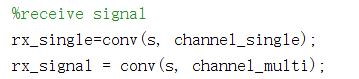 %receive signal
rx_single=conv(s, channel_single);
rx_signal = conv(s, channel_multi);